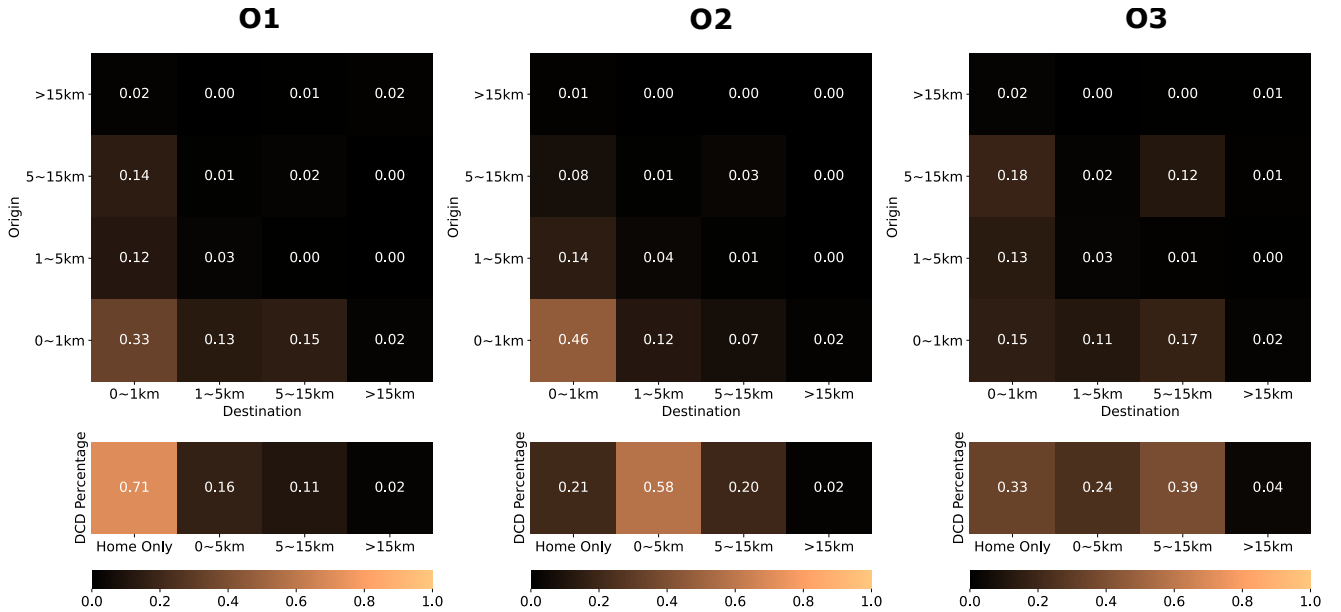 O1
O2
O3
>15km
0.02 0.00 0.01 0.02
5~15km
0.14 0.01 0.02 0.00
1~5km
0.12 0.03 0.00 0.00
0~1km
0.33 0.13 0.15 0.02
Origin
0~1km 1~5km 5~15km >15km
Destination
0.01 0.00 0.00 0.00
0.08 0.01 0.03 0.00
0.14 0.04 0.01 0.00
0.46 0.12 0.07 0.02
>15km
5~15km
1~5km
0~1km
Origin
0~1km 1~5km 5~15km >15km
Destination
>15km
0.02 0.00 0.00 0.01
5~15km
0.18 0.02 0.12 0.01
1~5km
0.13 0.03 0.01 0.00
0~1km
0.15 0.11 0.17 0.02
Origin
0~1km 1~5km 5~15km >15km
Destination
DCD Percentage
0.71 0.16 0.11 0.02
Home Only 0~5km 5~15km >15km
0.0 0.2 0.4 0.6 0.8 1.0
DCD Percentage
0.21 0.58 0.20 0.02
Home Only 0~5km 5~15km >15km
0.0 0.2 0.4 0.6 0.8 1.0
DCD Percentage
0.33 0.24 0.39 0.04
Home Only 0~5km 5~15km >15km
0.0 0.2 0.4 0.6 0.8 1.0